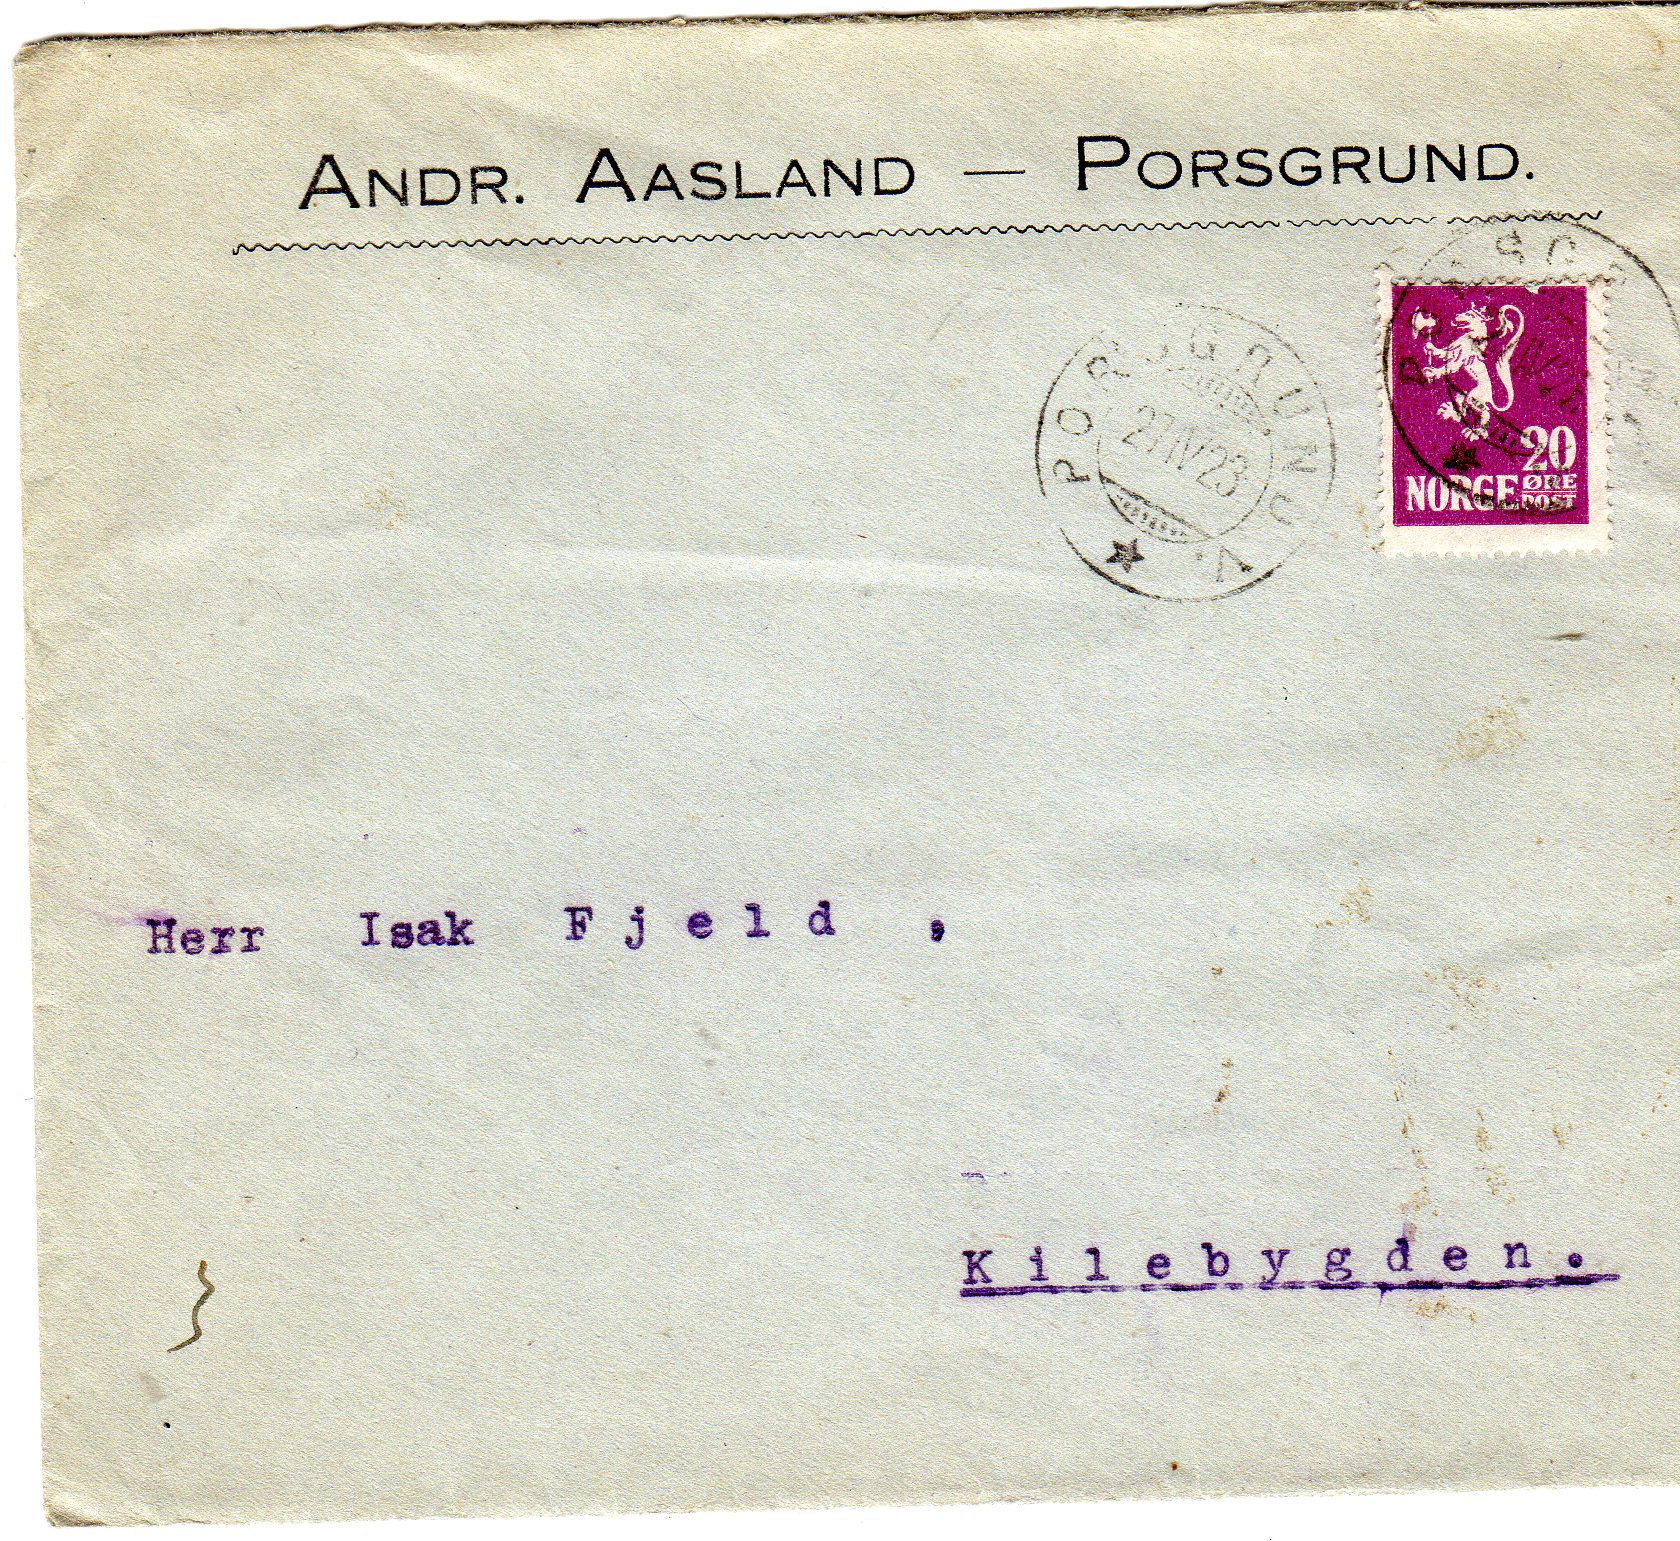 ANDR. AASLAND — PORSGRUND.
PORSGRUND
27 IV 23
20
NORGE ØRE
POST
Herr Isak Fjeld ,
Kilebygden.